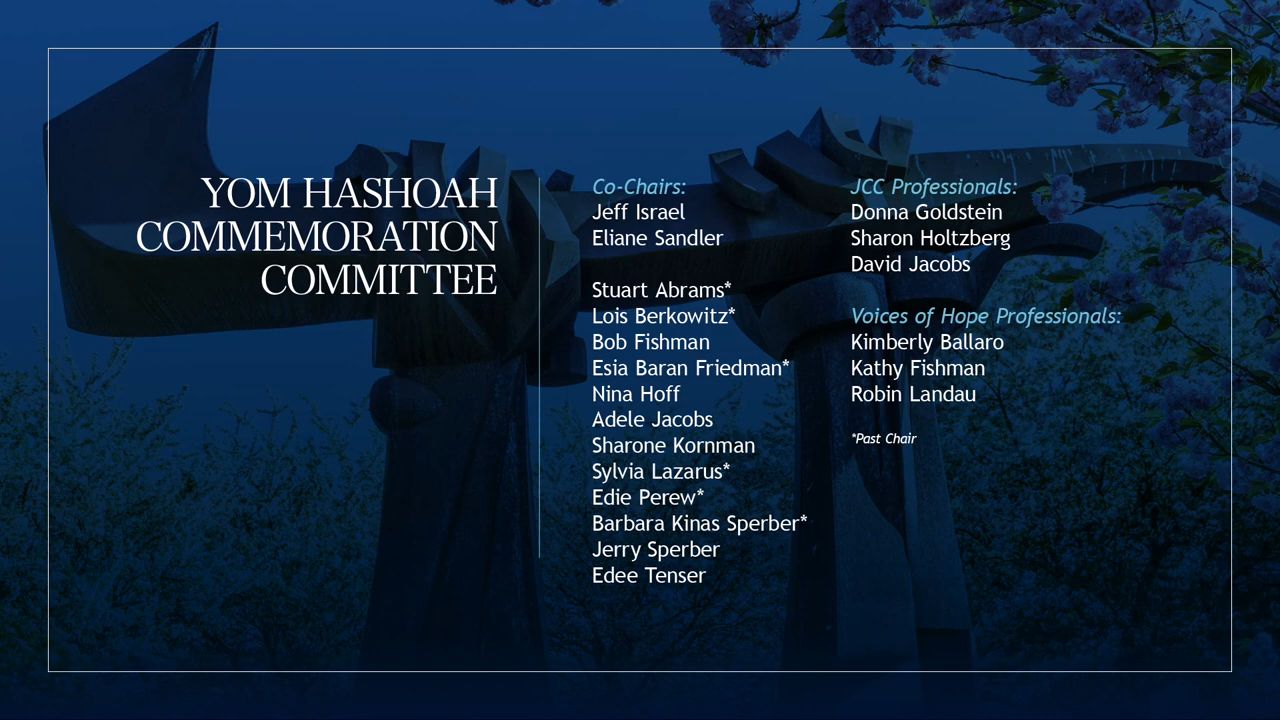 YOM HASHOAH
COMMEMORATION
COMMITTEE
Co-Chairs:
Jeff Israel
Eliane Sandler
Stuart Abrams*
Lois Berkowitz*
Bob Fishman
Esia Baran Friedman*
Nina Hoff
Adele Jacobs
Sharone Kornman
Sylvia Lazarus*
Edie Perew*
Barbara Kinas Sperber*
Jerry Sperber
Edee Tenser
JCC Professionals:
Donna Goldstein
Sharon Holtzberg
David Jacobs
Voices of Hope Professionals:
Kimberly Ballaro
Kathy Fishman
Robin Landau
*Past Chair